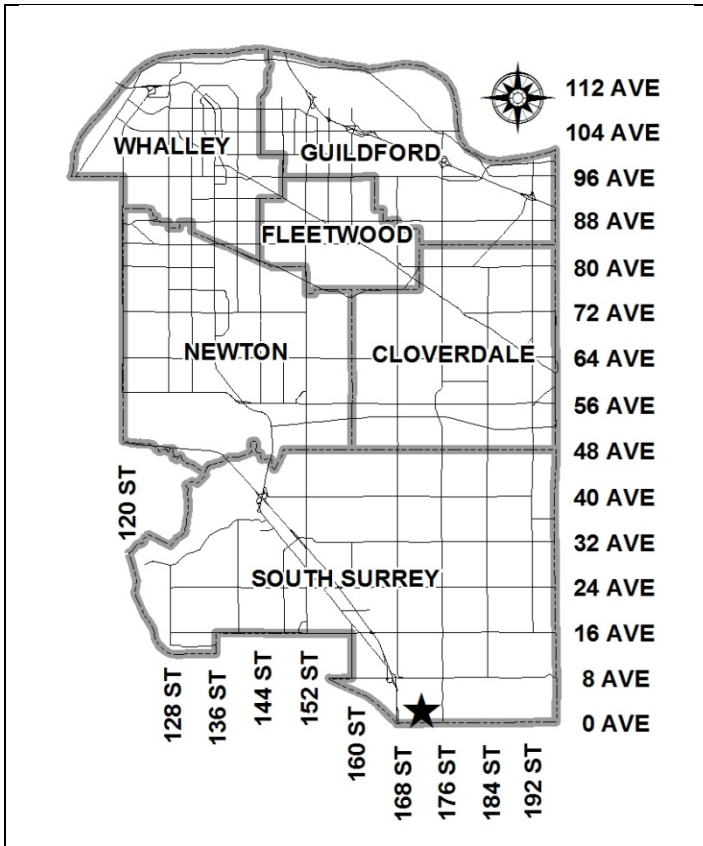 112 AVE
104 AVE
WHALLEY
GUILDFORD
96 AVE
88 AVE
FLEETWOOD
80 AVE
72 AVE
NEWTON
CLOVERDALE
64 AVE
56 AVE
48 AVE
40 AVE
120 ST
32 AVE
SOUTH SURREY
24 AVE
16 AVE
8 AVE
0 AVE
128 ST
136 ST
144 ST
152 ST
160 ST
168 ST
176 ST
184 ST
192 ST